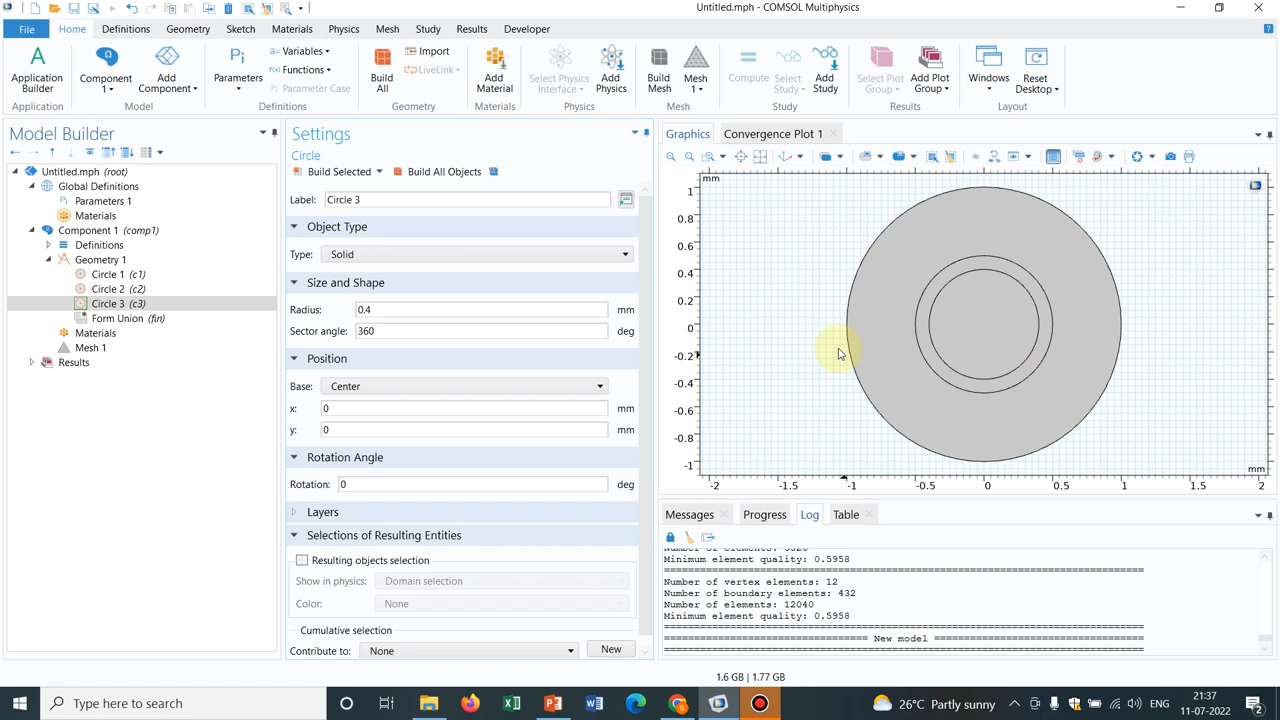 Untitled.mph - COMSOL Multiphysics
File
Home
Definitions
Sketch
Geometry
Materials
Physics
Mesh
Study
Results
Developer
Application Builder
Application
Component 1
Add Component
Model
Parameters
Variables
Functions
Parameter Case
Definitions
Build All
Import
LiveLink
Geometry
Add Material
Materials
Select Physics Interface
Add Physics
Physics
Build Mesh
Mesh 1
Mesh
Compute
Select Study
Add Study
Study
Select Plot Group
Add Plot Group
Results
Windows
Reset Desktop
Layout
Model Builder
Untitled.mph (root)
Global Definitions
Parameters 1
Materials
Component 1 (comp1)
Definitions
Geometry 1
Circle 1 (c1)
Circle 2 (c2)
Circle 3 (c3)
Form Union (fin)
Materials
Mesh 1
Results
Settings
Circle
Build Selected
Build All Objects
Label: Circle 3
Object Type
Type: Solid
Size and Shape
Radius: 0.4 mm
Sector angle: 360 deg
Position
Base: Center
x: 0 mm
y: 0 mm
Rotation Angle
Rotation: 0 deg
Layers
Selections of Resulting Entities
Resulting objects selection
Show in physics: Domain selection
Color: None
Cumulative selection
Contribute to: None New
Graphics
Convergence Plot 1
mm
1
0.8
0.6
0.4
0.2
0
-0.2
-0.4
-0.6
-0.8
-1
-2 -1.5 -1 -0.5 0 0.5 1 1.5 2
mm
Messages Progress Log Table
Minimum element quality: 0.5958
Number of vertex elements: 12
Number of boundary elements: 432
Number of elements: 12040
Minimum element quality: 0.5958
New model
1.6 GB | 1.77 GB
Type here to search
26°C Partly sunny
ENG
21:37
11-07-2022
2